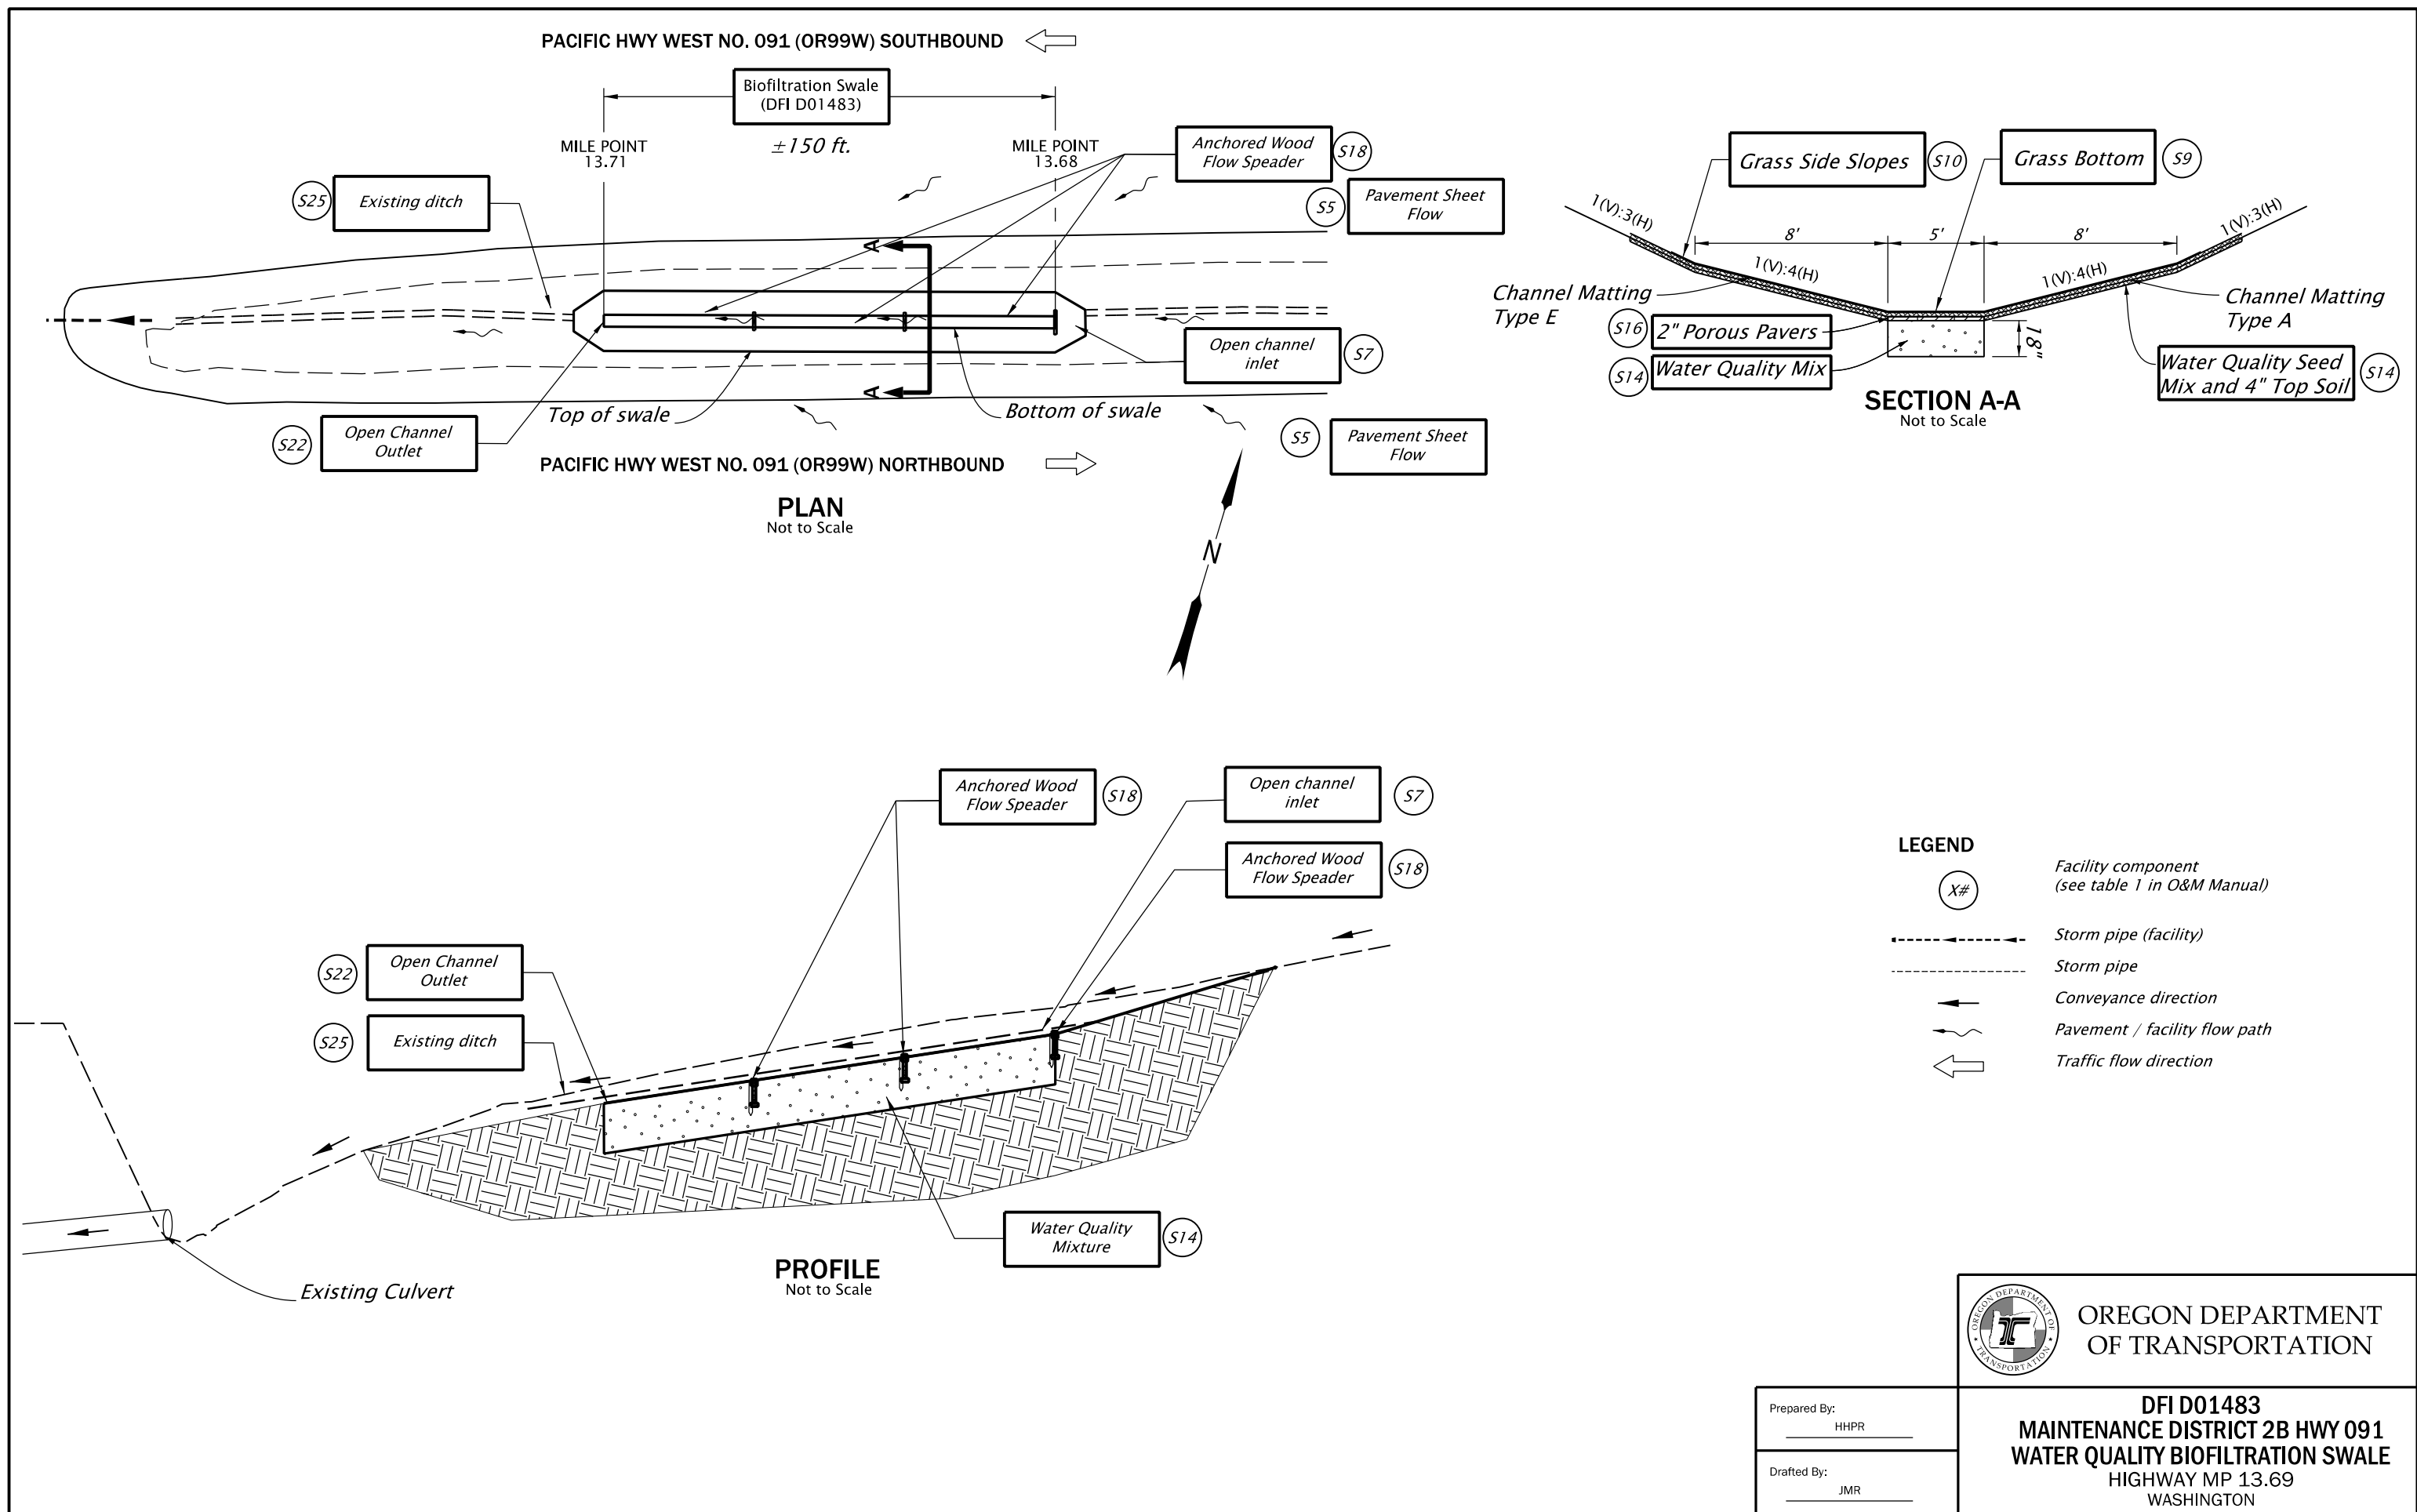 PACIFIC HWY WEST NO. 091 (OR99W) SOUTHBOUND
Biofiltration Swale
(DFI D01483)
±150 ft.
MILE POINT
13.71
MILE POINT
13.68
Anchored Wood
Flow Speader
S18
S25
Existing ditch
S5
Pavement Sheet
Flow
A
A
Open channel
inlet
S7
Top of swale
Bottom of swale
S22
Open Channel
Outlet
S5
Pavement Sheet
Flow
PACIFIC HWY WEST NO. 091 (OR99W) NORTHBOUND
PLAN
Not to Scale
N
Grass Side Slopes
S10
Grass Bottom
S9
1(V):3(H)
1(V):3(H)
8'
5'
8'
1(V):4(H)
1(V):4(H)
Channel Matting
Type E
Channel Matting
Type A
S16
2" Porous Pavers
18"
S14
Water Quality Mix
Water Quality Seed
Mix and 4" Top Soil
S14
SECTION A-A
Not to Scale
Anchored Wood
Flow Speader
S18
Open channel
inlet
S7
Anchored Wood
Flow Speader
S18
S22
Open Channel
Outlet
S25
Existing ditch
Water Quality
Mixture
S14
Existing Culvert
PROFILE
Not to Scale
LEGEND
X#
Facility component
(see table 1 in O&M Manual)
Storm pipe (facility)
Storm pipe
Conveyance direction
Pavement / facility flow path
Traffic flow direction
OREGON DEPARTMENT OF
TRANSPORTATION
OREGON DEPARTMENT
OF TRANSPORTATION
Prepared By:
HHPR
Drafted By:
JMR
DFI D01483
MAINTENANCE DISTRICT 2B HWY 091
WATER QUALITY BIOFILTRATION SWALE
HIGHWAY MP 13.69
WASHINGTON